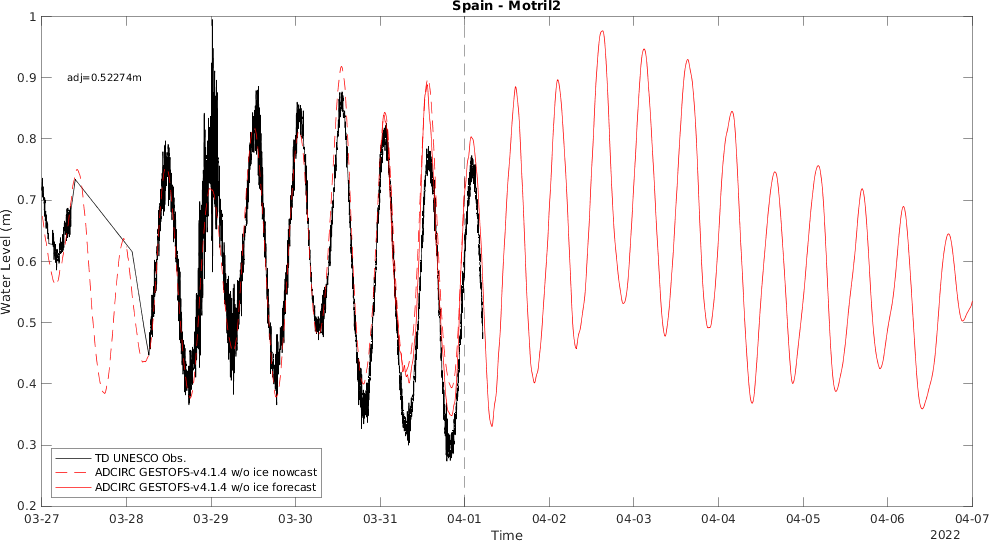 Spain - Motril2
adj=0.52274m
Water Level (m)
1
0.9
0.8
0.7
0.6
0.5
0.4
0.3
0.2
TD UNESCO Obs.
ADCIRC GESTOFS-v4.1.4 w/o ice nowcast
ADCIRC GESTOFS-v4.1.4 w/o ice forecast
03-27 03-28 03-29 03-30 03-31 04-01 04-02 04-03 04-04 04-05 04-06 04-07
Time
2022